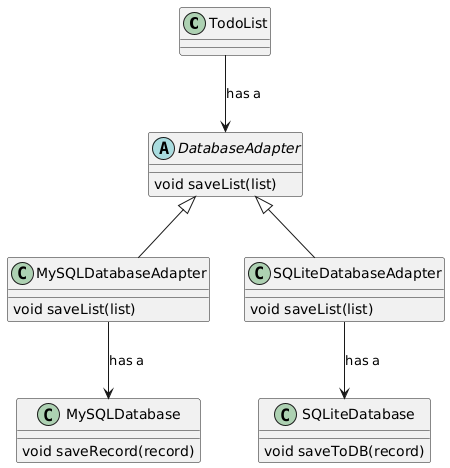 C TodoList
has a
A DatabaseAdapter
void saveList(list)
C MySQLDatabaseAdapter
void saveList(list)
C SQLiteDatabaseAdapter
void saveList(list)
has a
has a
C MySQLDatabase
void saveRecord(record)
C SQLiteDatabase
void saveToDB(record)